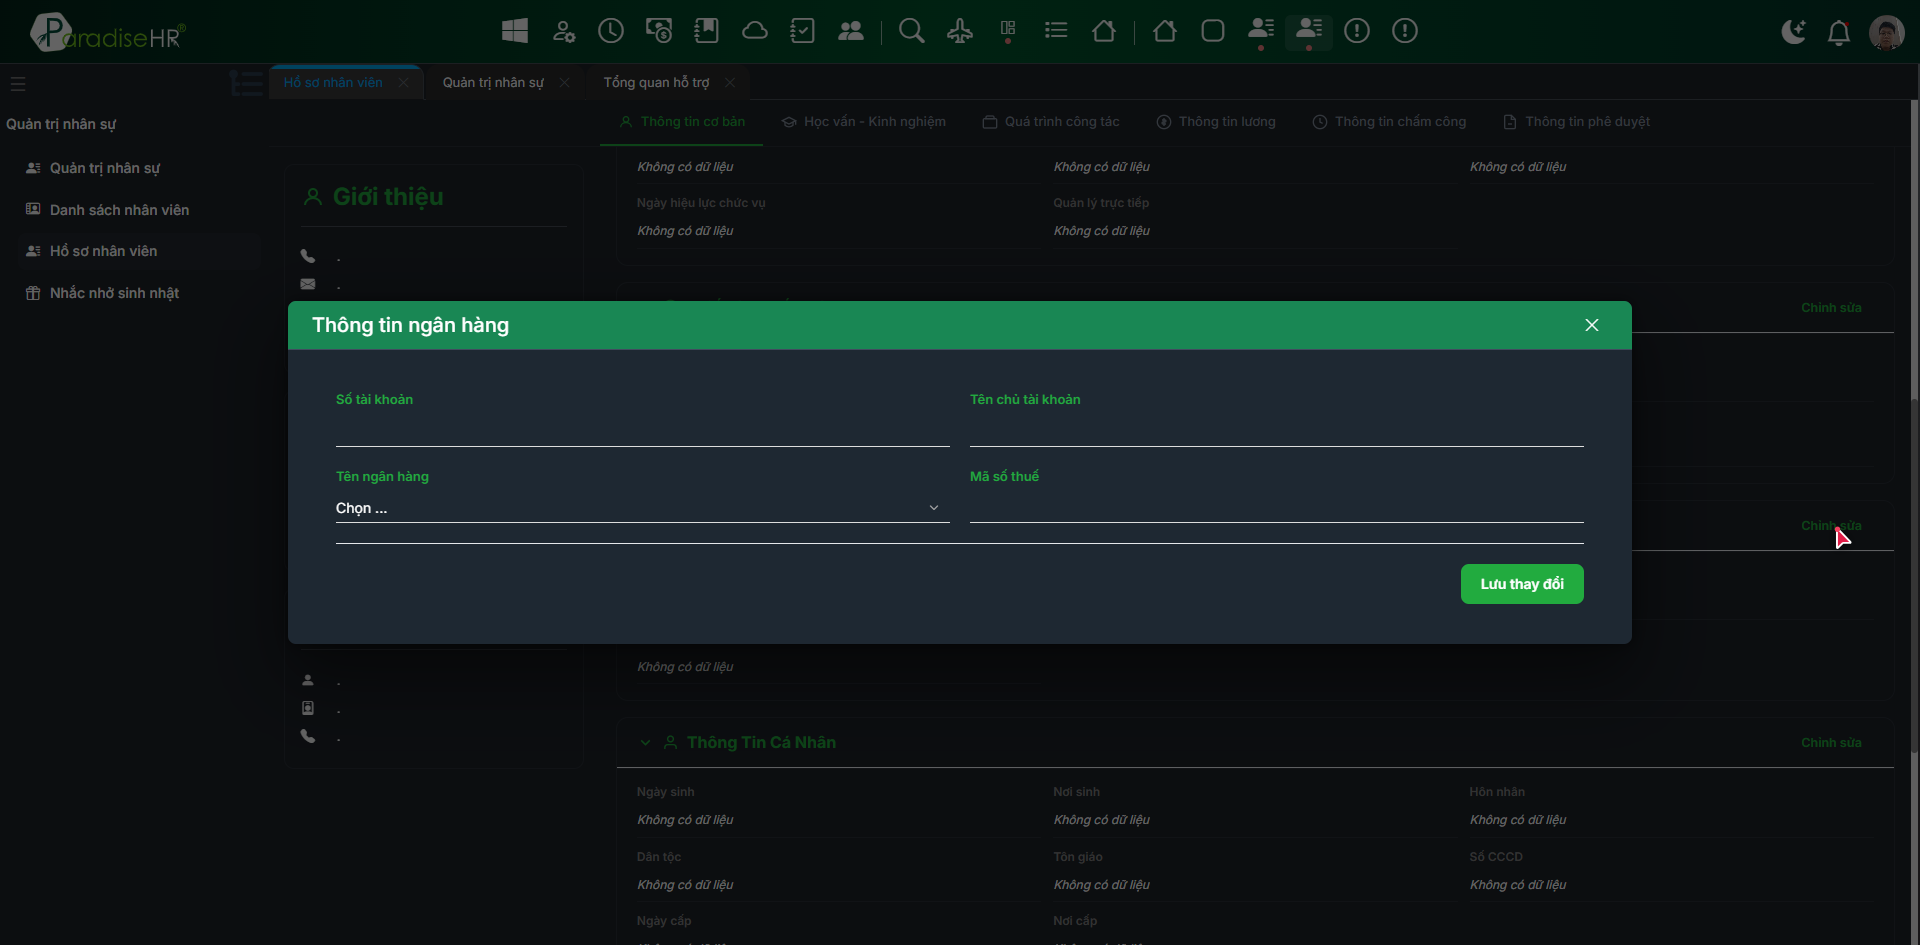 ParadiseHR®
Hồ sơ nhân viên
Quản trị nhân sự
Tổng quan hỗ trợ
Quản trị nhân sự
Quản trị nhân sự
Danh sách nhân viên
Hồ sơ nhân viên
Nhắc nhở sinh nhật
Thông tin cơ bản
Học vấn - Kinh nghiệm
Quá trình công tác
Thông tin lương
Thông tin chấm công
Thông tin phê duyệt
Giới thiệu
.
.
Không có dữ liệu
Không có dữ liệu
Không có dữ liệu
Ngày hiệu lực chức vụ
Quản lý trực tiếp
Không có dữ liệu
Không có dữ liệu
Chỉnh sửa
Thông tin ngân hàng
Số tài khoản
Tên chủ tài khoản
Tên ngân hàng
Mã số thuế
Chọn ...
Chỉnh sửa
Lưu thay đổi
Không có dữ liệu
.
.
.
Thông Tin Cá Nhân
Chỉnh sửa
Ngày sinh
Nơi sinh
Hôn nhân
Không có dữ liệu
Không có dữ liệu
Không có dữ liệu
Dân tộc
Tôn giáo
Số CCCD
Không có dữ liệu
Không có dữ liệu
Không có dữ liệu
Ngày cấp
Nơi cấp